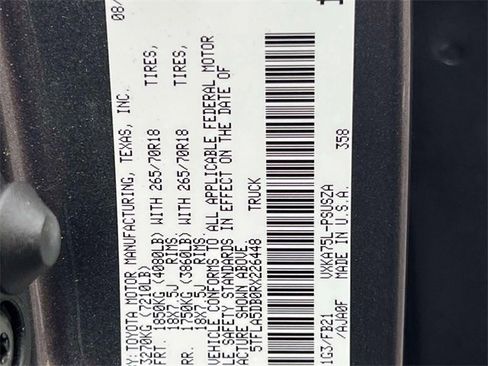 08/
Y:TOYOTA MOTOR MANUFACTURING, TEXAS, INC.
3270KG (7210LB)
FRT. 1850KG (4080LB) WITH 265/70R18 TIRES,
18X7.5J RIMS.
RR. 1750KG (3860LB) WITH 265/70R18 TIRES,
18X7.5J RIMS.
VEHICLE CONFORMS TO ALL APPLICABLE FEDERAL MOTOR
LE SAFETY STANDARDS IN EFFECT ON THE DATE OF
FACTURE SHOWN ABOVE.
5TFLA5DB0RX226448 TRUCK
1G3/FB21 VXKA75L-PSUSZA
/AJA0F MADE IN U.S.A. 358